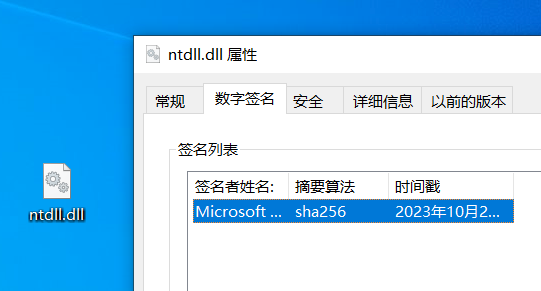 ntdll.dll 属性
常规 数字签名 安全 详细信息 以前的版本
签名列表
签名者姓名: 摘要算法 时间戳
Microsoft ... sha256 2023年10月2...
ntdll.dll